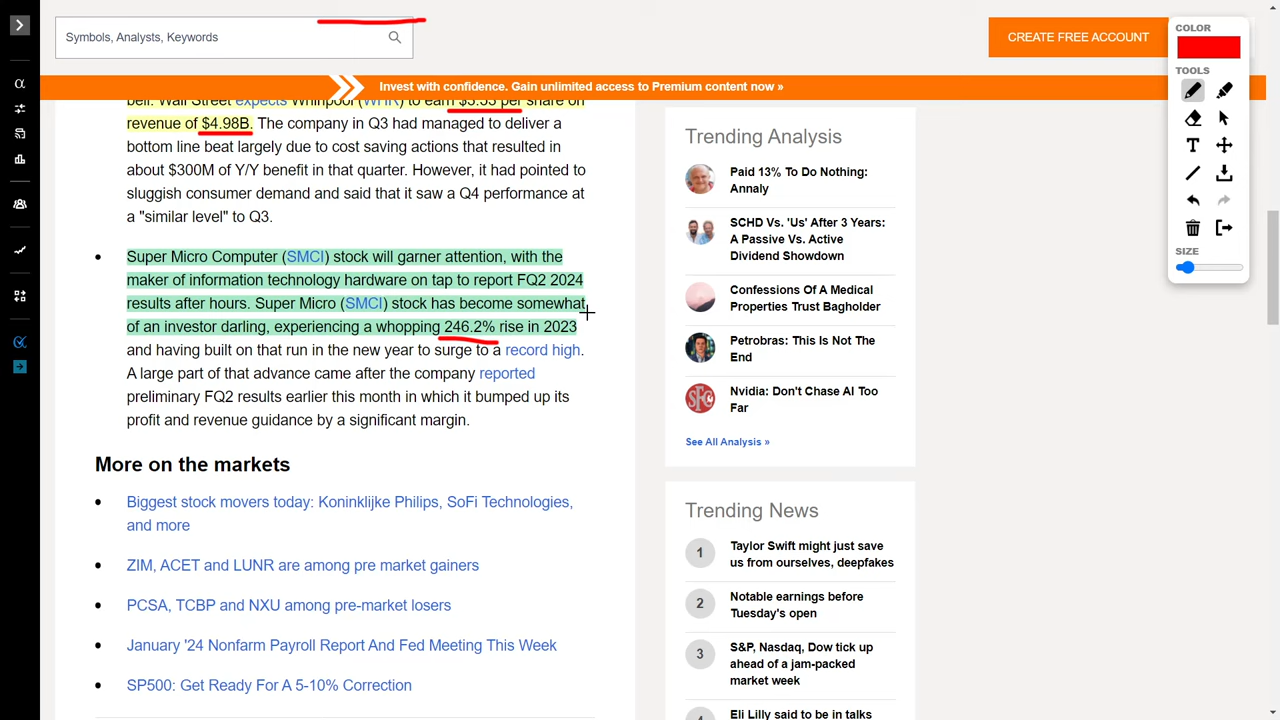 Symbols, Analysts, Keywords
CREATE FREE ACCOUNT
Invest with confidence. Gain unlimited access to Premium content now »
bell. Wall Street expects Whirlpool (WHR) to earn $3.53 per share on
revenue of $4.98B. The company in Q3 had managed to deliver a
bottom line beat largely due to cost saving actions that resulted in
about $300M of Y/Y benefit in that quarter. However, it had pointed to
sluggish consumer demand and said that it saw a Q4 performance at
a "similar level" to Q3.
Super Micro Computer (SMCI) stock will garner attention, with the
maker of information technology hardware on tap to report FQ2 2024
results after hours. Super Micro (SMCI) stock has become somewhat
of an investor darling, experiencing a whopping 246.2% rise in 2023
and having built on that run in the new year to surge to a record high.
A large part of that advance came after the company reported
preliminary FQ2 results earlier this month in which it bumped up its
profit and revenue guidance by a significant margin.
More on the markets
Biggest stock movers today: Koninklijke Philips, SoFi Technologies,
and more
ZIM, ACET and LUNR are among pre market gainers
PCSA, TCBP and NXU among pre-market losers
January '24 Nonfarm Payroll Report And Fed Meeting This Week
SP500: Get Ready For A 5-10% Correction
Trending Analysis
Paid 13% To Do Nothing:
Annaly
SCHD Vs. 'Us' After 3 Years:
A Passive Vs. Active
Dividend Showdown
Confessions Of A Medical
Properties Trust Bagholder
Petrobras: This Is Not The
End
Nvidia: Don't Chase AI Too
Far
See All Analysis »
Trending News
1
Taylor Swift might just save
us from ourselves, deepfakes
2
Notable earnings before
Tuesday's open
3
S&P, Nasdaq, Dow tick up
ahead of a jam-packed
market week
4
Eli Lilly said to be in talks
COLOR
TOOLS
T
SIZE